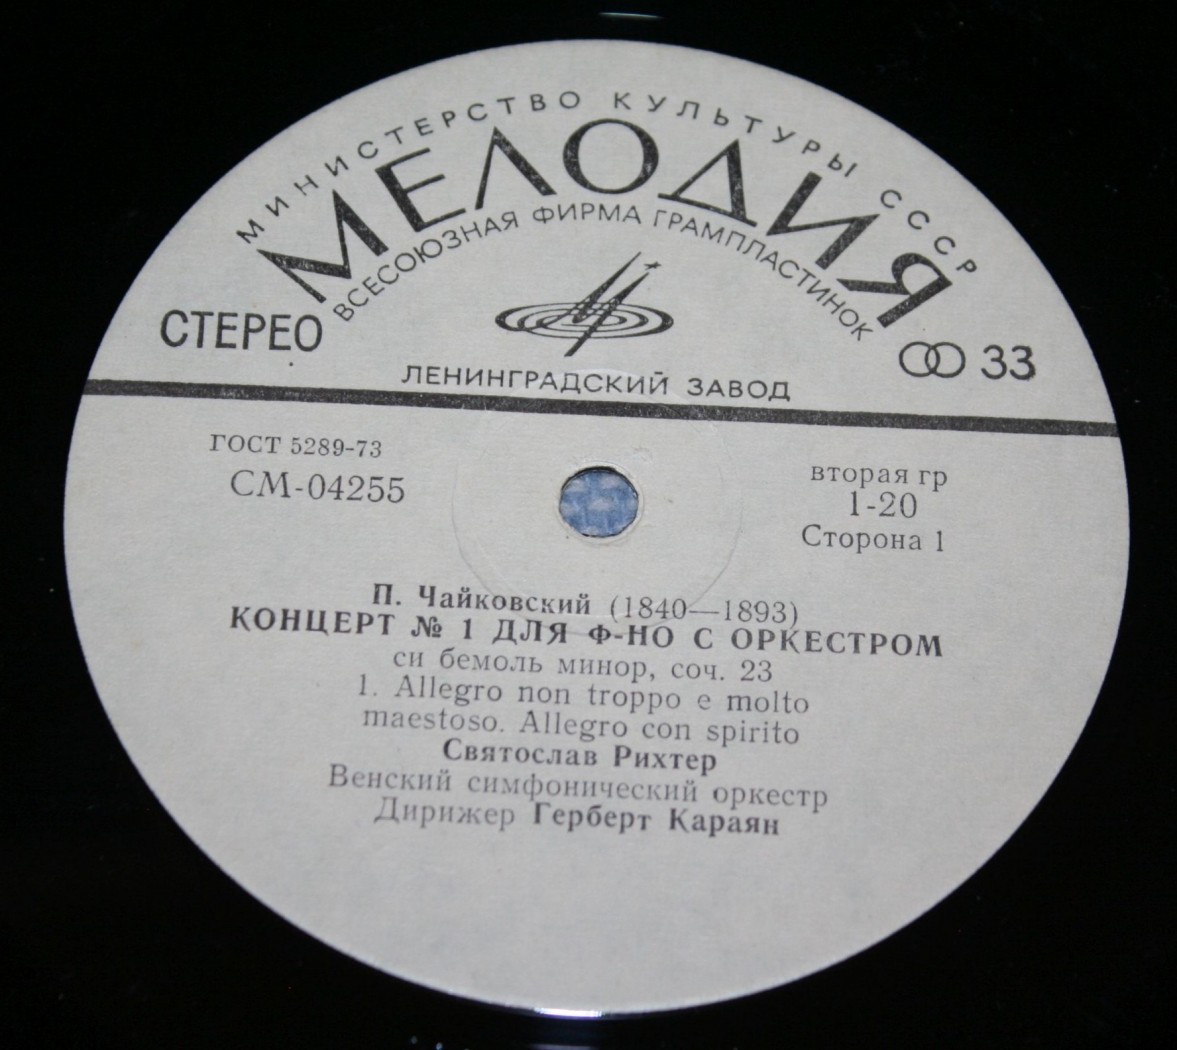 МИНИСТЕРСТВО КУЛЬТУРЫ СССР
МЕЛОДИЯ
ВСЕСОЮЗНАЯ ФИРМА ГРАМПЛАСТИНОК
СТЕРЕО
33
ЛЕНИНГРАДСКИЙ ЗАВОД
ГОСТ 5289-73
СМ-04255
вторая гр
1-20
Сторона 1
П. Чайковский (1840—1893)
КОНЦЕРТ № 1 ДЛЯ Ф-НО С ОРКЕСТРОМ
си бемоль минор, соч. 23
1. Allegro non troppo e molto
maestoso. Allegro con spirito
Святослав Рихтер
Венский симфонический оркестр
Дирижер Герберт Караян